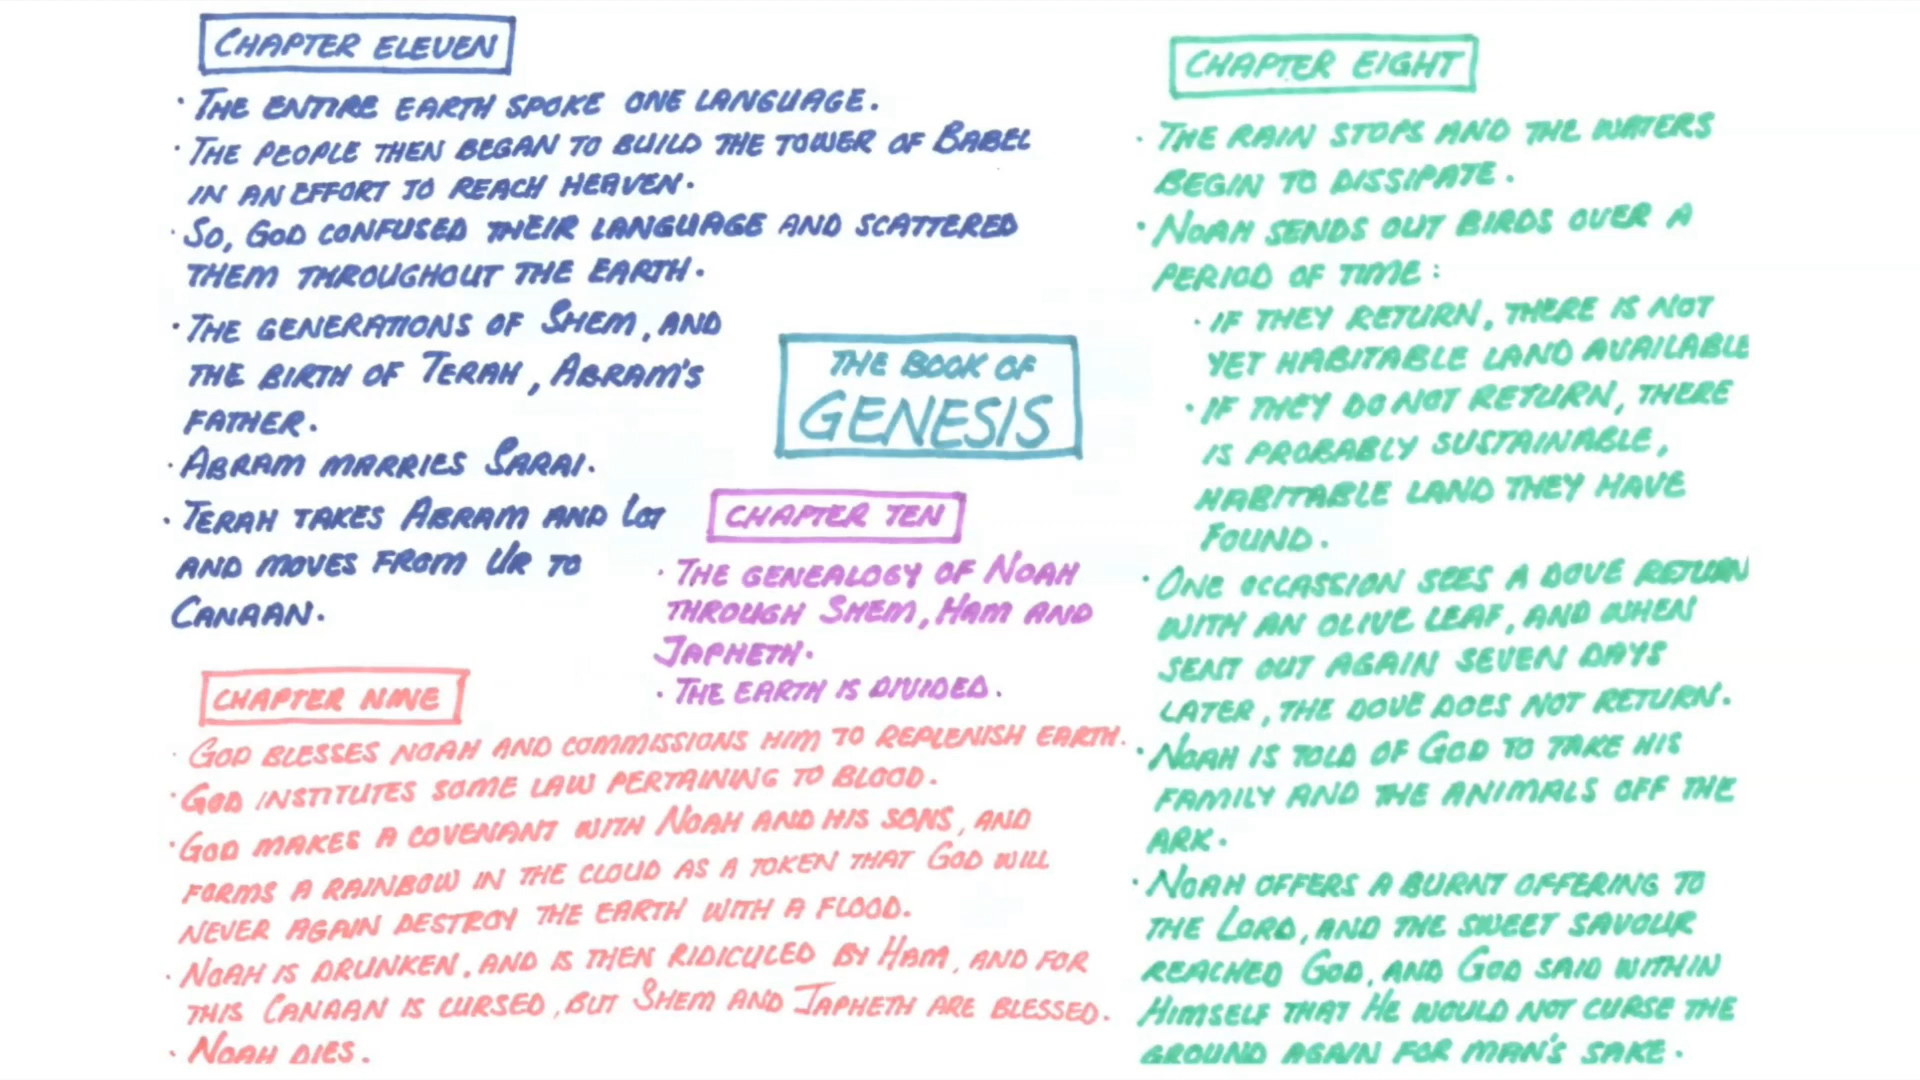 CHAPTER ELEVEN
· THE ENTIRE EARTH SPOKE ONE LANGUAGE.
· THE PEOPLE THEN BEGAN TO BUILD THE TOWER OF BABEL
IN AN EFFORT TO REACH HEAVEN.
· SO, GOD CONFUSED THEIR LANGUAGE AND SCATTERED
THEM THROUGHOUT THE EARTH.
· THE GENERATIONS OF SHEM, AND
THE BIRTH OF TERAH, ABRAM'S
FATHER.
· ABRAM MARRIES SARAI.
· TERAH TAKES ABRAM AND LOT
AND MOVES FROM UR TO
CANAAN.
THE BOOK OF
GENESIS
CHAPTER TEN
· THE GENEALOGY OF NOAH
THROUGH SHEM, HAM AND
JAPHETH.
· THE EARTH IS DIVIDED.
CHAPTER NINE
· GOD BLESSES NOAH AND COMMISSIONS HIM TO REPLENISH EARTH.
· GOD INSTITUTES SOME LAW PERTAINING TO BLOOD.
· GOD MAKES A COVENANT WITH NOAH AND HIS SONS, AND
FORMS A RAINBOW IN THE CLOUD AS A TOKEN THAT GOD WILL
NEVER AGAIN DESTROY THE EARTH WITH A FLOOD.
· NOAH IS DRUNKEN, AND IS THEN RIDICULED BY HAM, AND FOR
THIS CANAAN IS CURSED, BUT SHEM AND JAPHETH ARE BLESSED.
· NOAH DIES.
CHAPTER EIGHT
· THE RAIN STOPS AND THE WATERS
BEGIN TO DISSIPATE.
· NOAH SENDS OUT BIRDS OVER A
PERIOD OF TIME:
· IF THEY RETURN, THERE IS NOT
YET HABITABLE LAND AVAILABLE
· IF THEY DO NOT RETURN, THERE
IS PROBABLY SUSTAINABLE,
HABITABLE LAND THEY HAVE
FOUND.
· ONE OCCASSION SEES A DOVE RETURN
WITH AN OLIVE LEAF, AND WHEN
SENT OUT AGAIN SEVEN DAYS
LATER, THE DOVE DOES NOT RETURN.
· NOAH IS TOLD OF GOD TO TAKE HIS
FAMILY AND THE ANIMALS OFF THE
ARK.
· NOAH OFFERS A BURNT OFFERING TO
THE LORD, AND THE SWEET SAVOUR
REACHED GOD, AND GOD SAID WITHIN
HIMSELF THAT HE WOULD NOT CURSE THE
GROUND AGAIN FOR MAN'S SAKE.